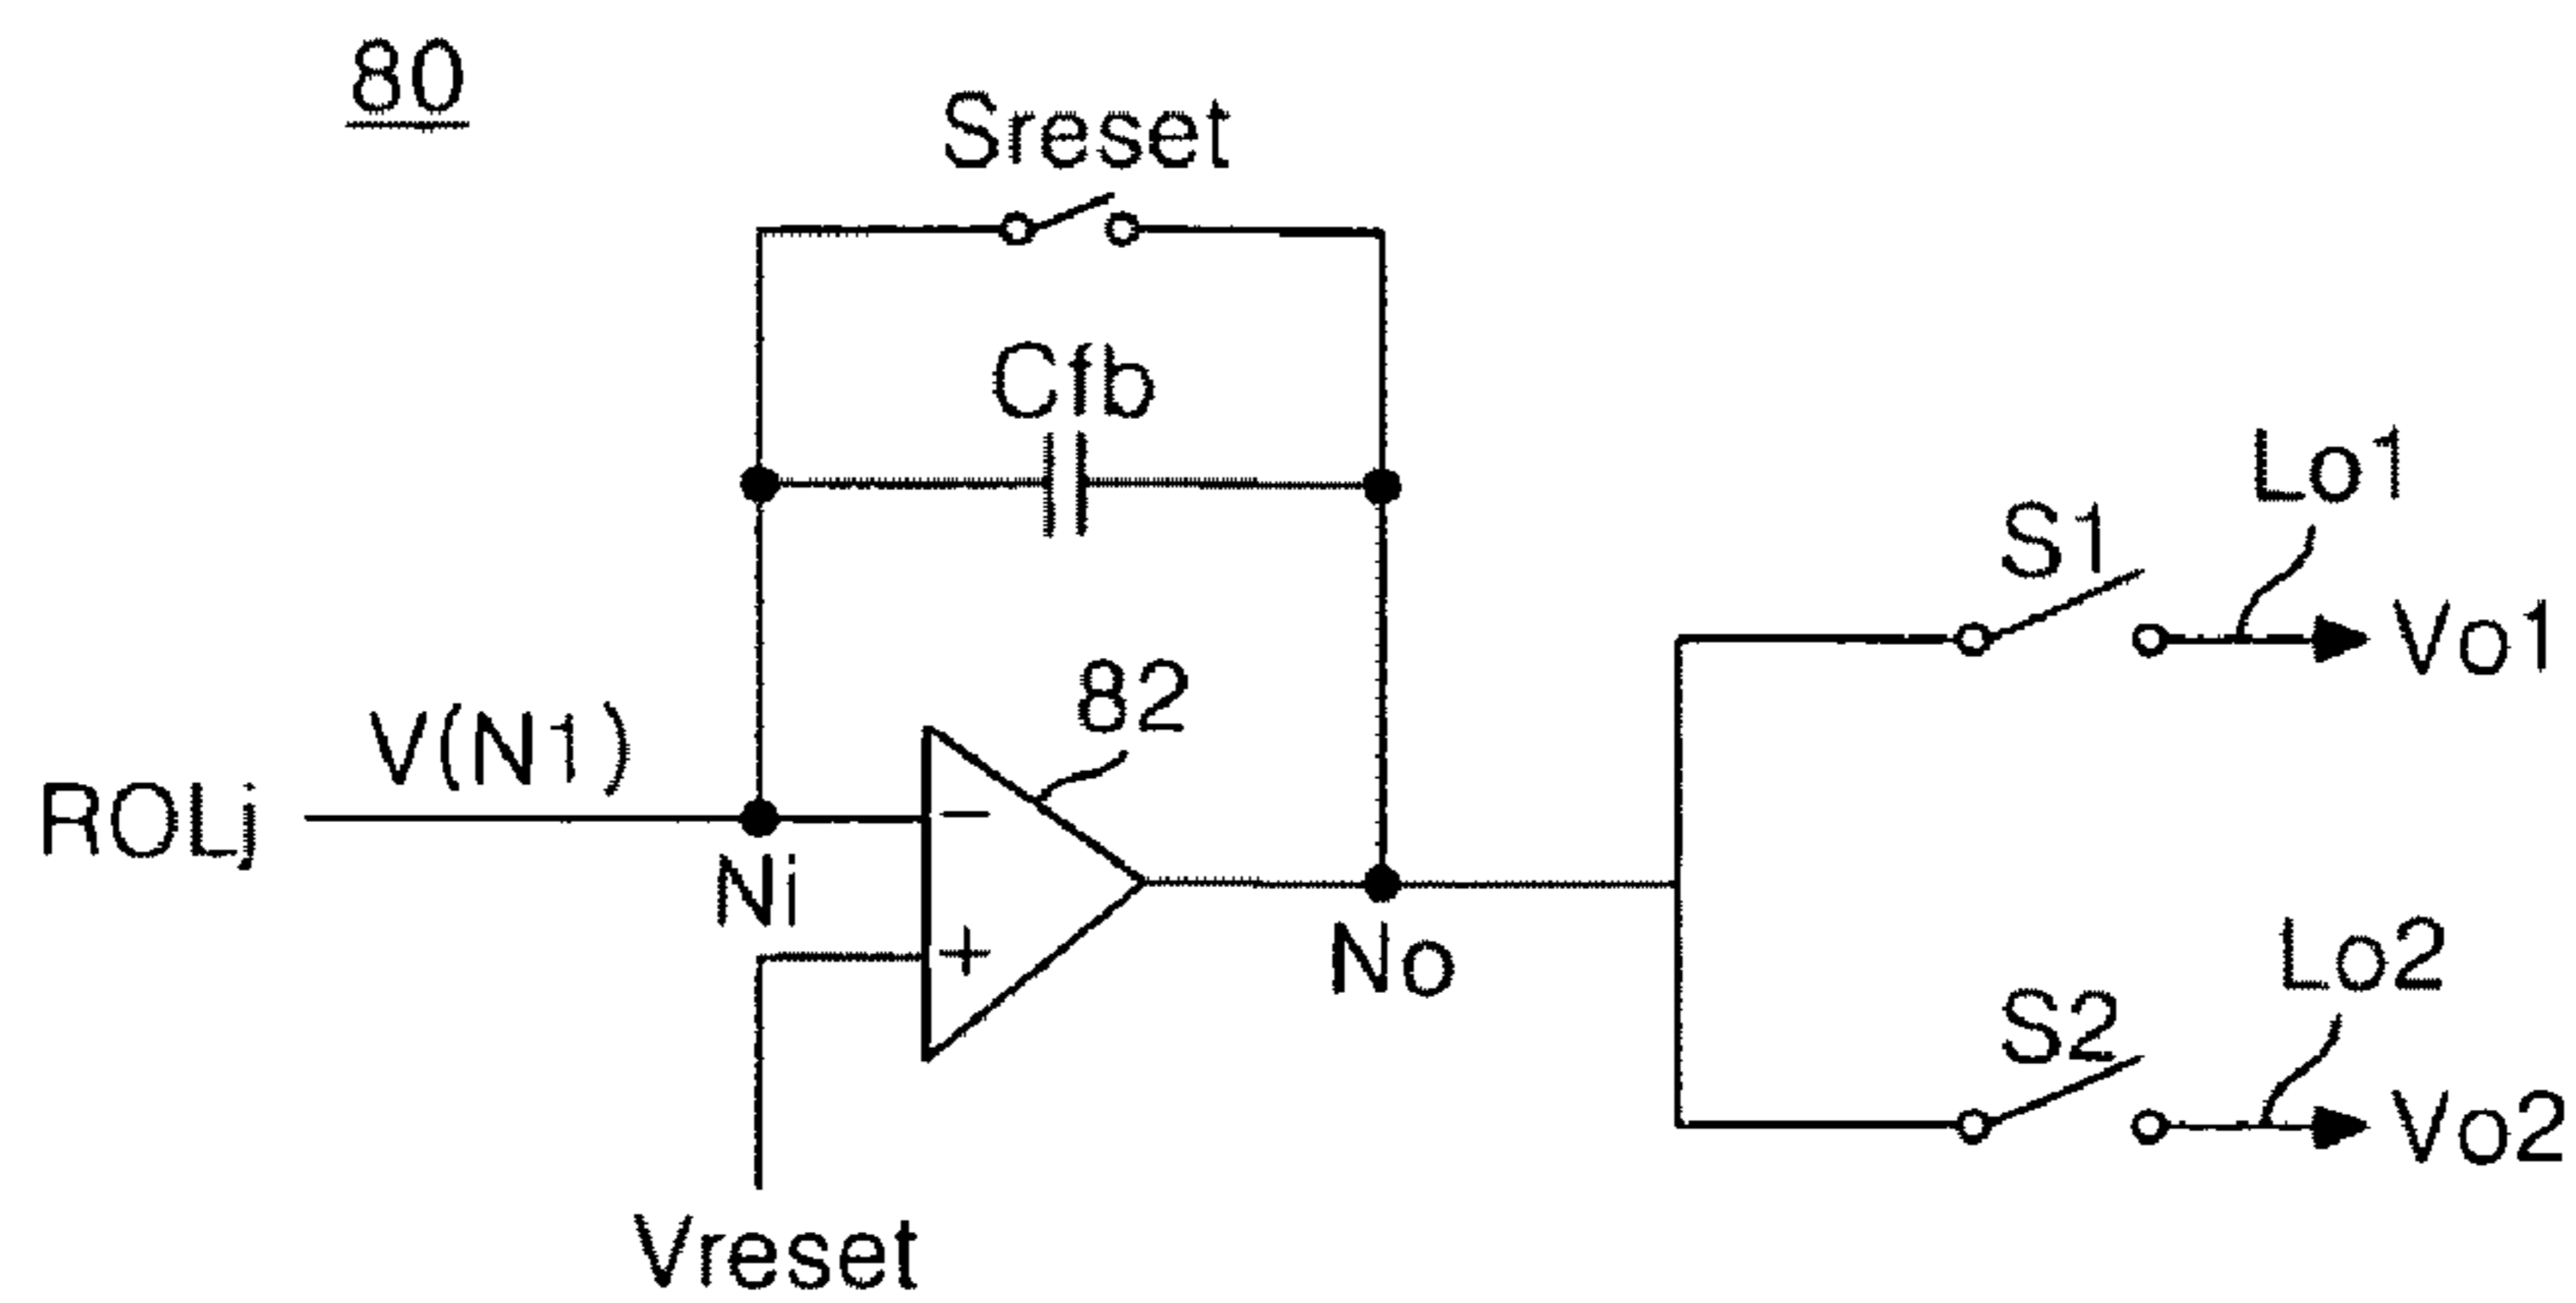 80
Sreset
Cfb
Lo1
S1
Vo1
82
V(N1)
ROLj
−
Ni
+
No
Lo2
S2
Vo2
Vreset